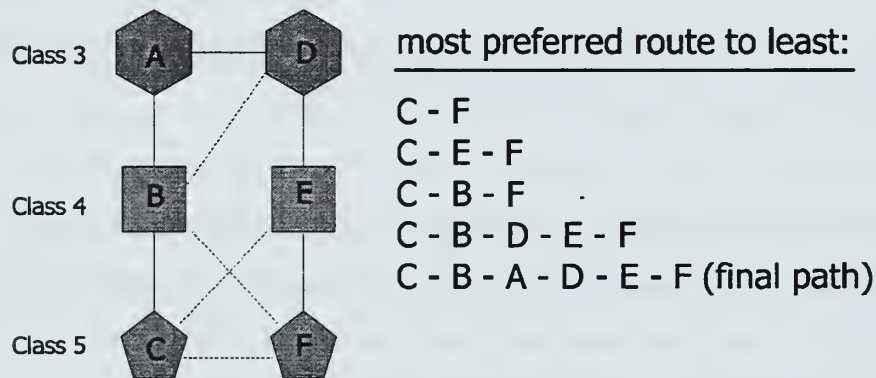 Class 3
A
D
most preferred route to least:
C - F
C - E - F
Class 4
B
E
C - B - F
C - B - D - E - F
C - B - A - D - E - F (final path)
Class 5
C
F